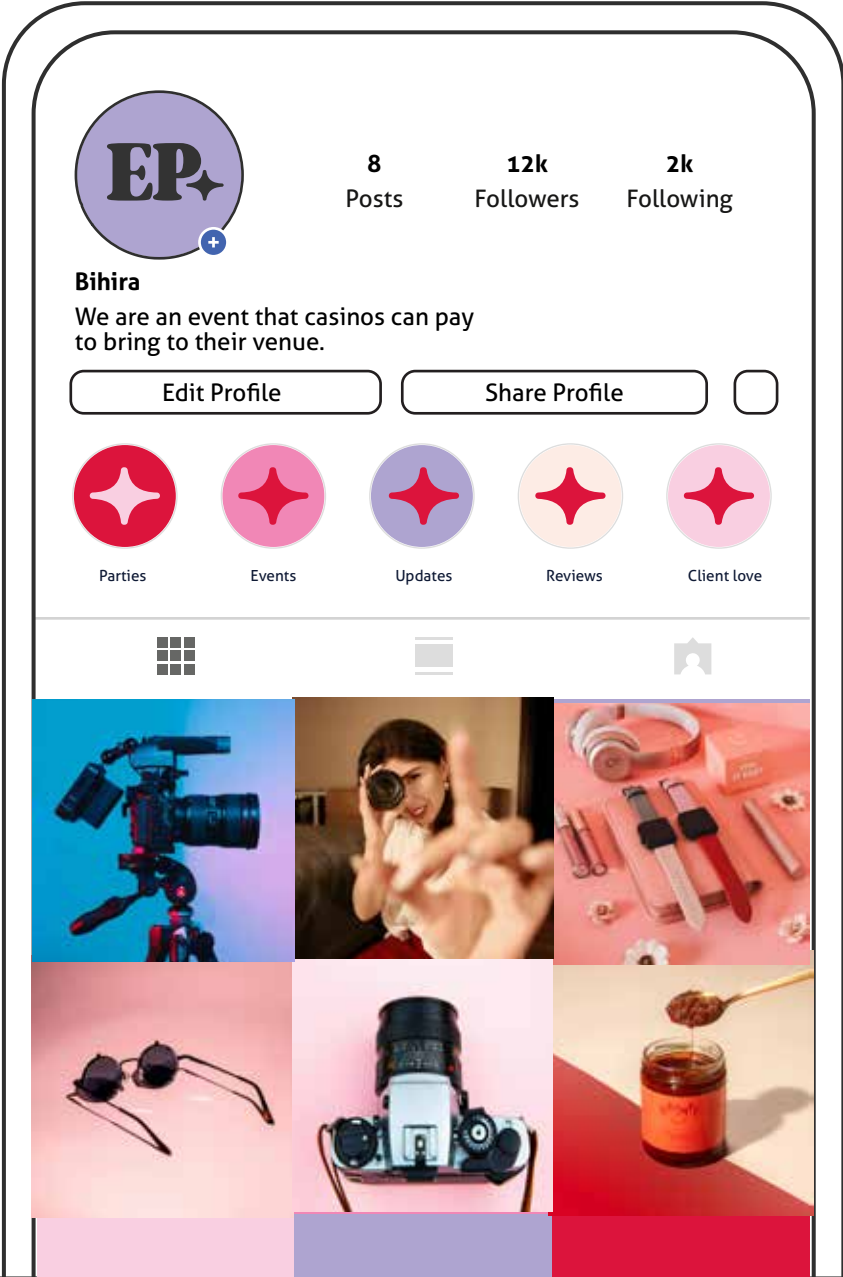 EP
8
12k
2k
Posts
Followers
Following
Bihira
We are an event that casinos can pay
to bring to their venue.
Edit Profile
Share Profile
Parties
Events
Updates
Reviews
Client love